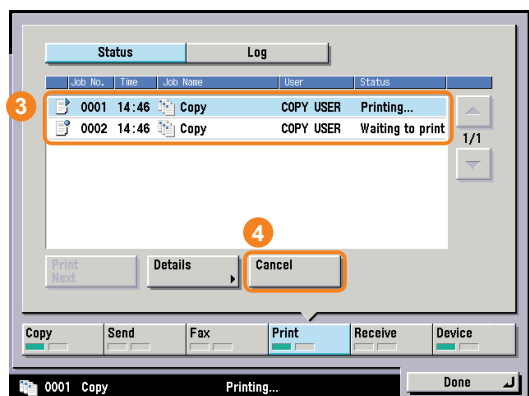 Status Log
Job No. Time Job Name User Status
3
0001 14:46 Copy COPY USER Printing...
0002 14:46 Copy COPY USER Waiting to print
1/1
4
Print Next
Details
Cancel
Copy Send Fax Print Receive Device
0001 Copy Printing... Done